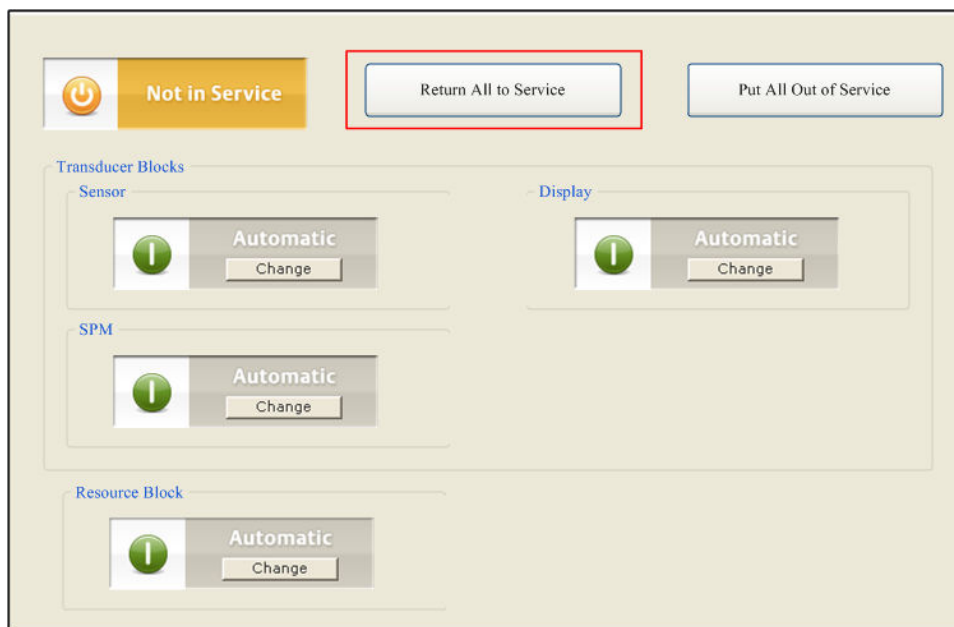 Not in Service
Return All to Service
Put All Out of Service
Transducer Blocks
Sensor
Automatic
Change
Display
Automatic
Change
SPM
Automatic
Change
Resource Block
Automatic
Change